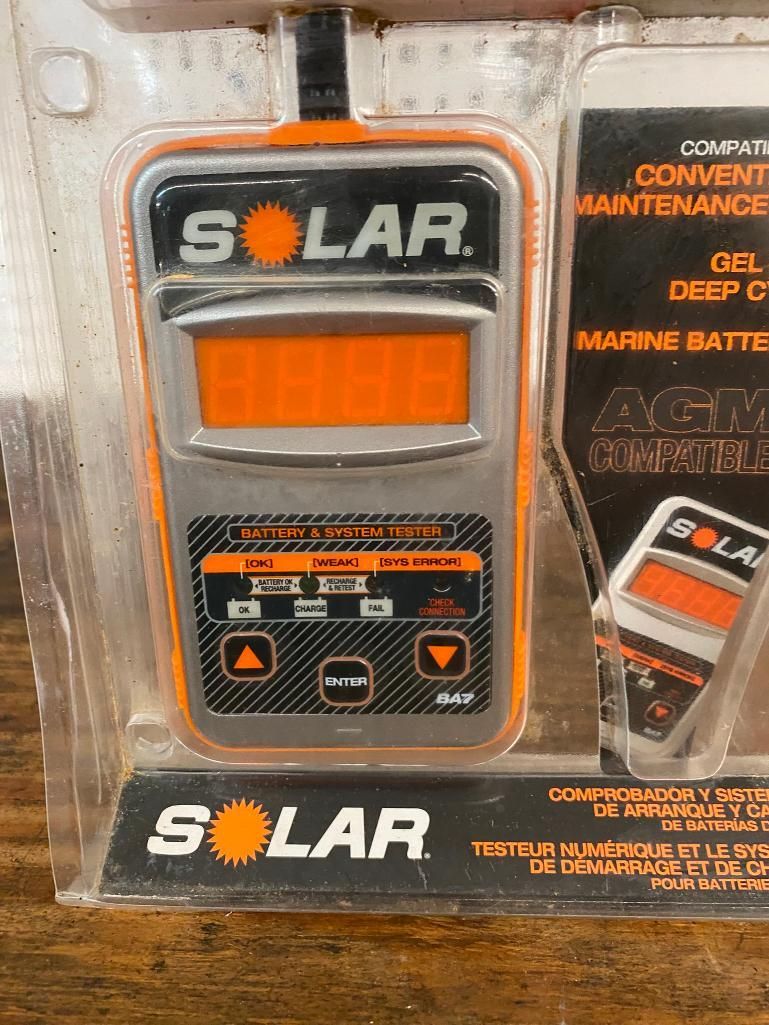 SOLAR®
BATTERY & SYSTEM TESTER
[OK] [WEAK] [SYS ERROR]
BATTERY OK RECHARGE
RECHARGE & RETEST
OK CHARGE FAIL
CHECK CONNECTION
ENTER
BA7
COMPATI
CONVENT
MAINTENANCE
GEL
DEEP CY
MARINE BATTE
AGM
COMPATIBLE
SOLAR
SOLAR®
COMPROBADOR Y SISTE
DE ARRANQUE Y CA
DE BATERÍAS D
TESTEUR NUMÉRIQUE ET LE SYS
DE DÉMARRAGE ET DE CH
POUR BATTERIE